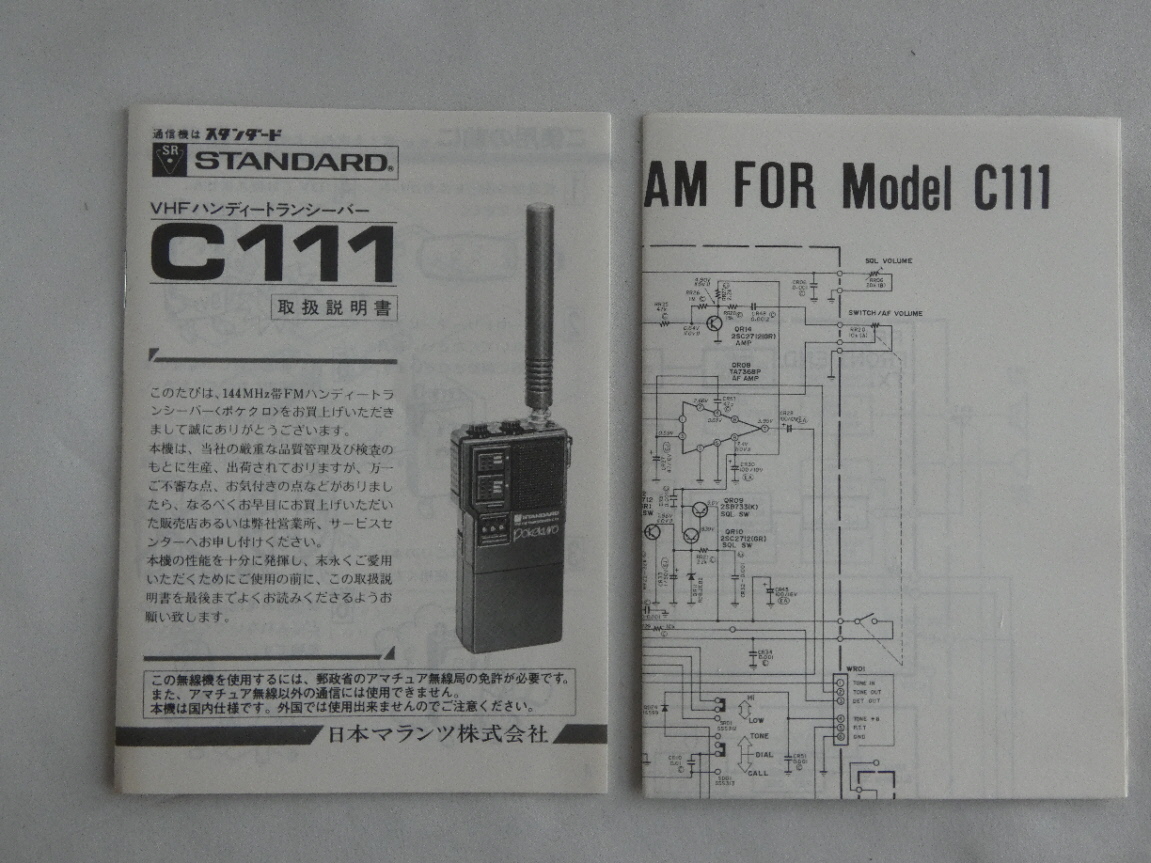 通信機は スタンダード
SR STANDARD®
VHFハンディートランシーバー
C111
取扱説明書
このたびは、144MHz帯FMハンディートラ
ンシーバー〈ポケクロ〉をお買上げいただき
まして誠にありがとうございます。
本機は、当社の厳重な品質管理及び検査の
もとに生産、出荷されておりますが、万一
ご不審な点、お気付きの点などがありまし
たら、なるべくお早目にお買上げいただい
た販売店あるいは弊社営業所、サービスセ
ンターへお申し付けください。
本機の性能を十分に発揮し、末永くご愛用
いただくためにご使用の前に、この取扱説
明書を最後までよくお読みくださるようお
願い致します。
STANDARD
この無線機を使用するには、郵政省のアマチュア無線局の免許が必要です。
また、アマチュア無線以外の通信には使用できません。
本機は国内仕様です。外国では使用出来ませんのでご注意ください。
日本マランツ株式会社
AM FOR Model C111
SQL VOLUME
SWITCH/AF VOLUME
QR14
2SC2712(GR)
AMP
QR08
TA7368P
AF AMP
QR09
2SB733(K)
SQL SW
QR10
2SC2712(GR)
SQL SW
WR01
TONE IN
TONE OUT
DET OUT
TONE +B
PTT
GND
HI
LOW
TONE
DIAL
CALL